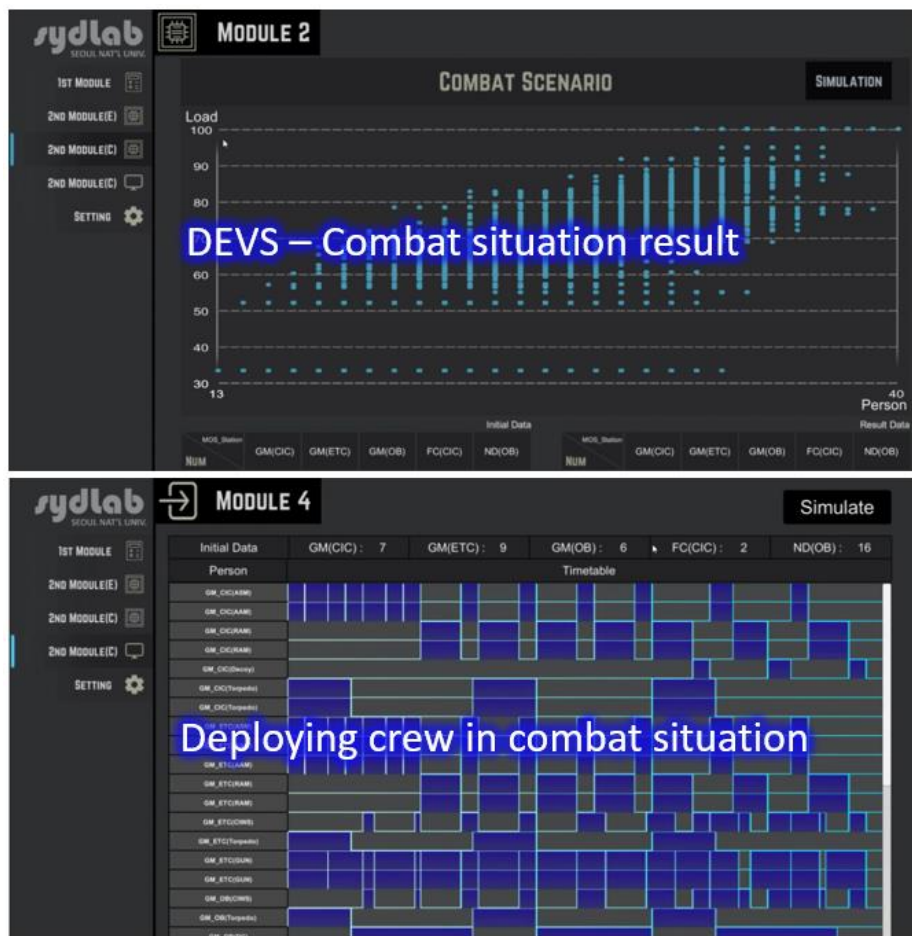 sydlab
SEOUL NAT'L UNIV.
MODULE 2
1ST MODULE
2ND MODULE(E)
2ND MODULE(C)
2ND MODULE(C)
SETTING
COMBAT SCENARIO
SIMULATION
Load
100
90
80
DEVS – Combat situation result
60
50
40
30
13
40
Person
Initial Data
Result Data
MOS_Station
NUM
GM(CIC) GM(ETC) GM(OB) FC(CIC) ND(OB)
MOS_Station
NUM
GM(CIC) GM(ETC) GM(OB) FC(CIC) ND(OB)
sydlab
SEOUL NAT'L UNIV.
MODULE 4
Simulate
1ST MODULE
2ND MODULE(E)
2ND MODULE(C)
2ND MODULE(C)
SETTING
Initial Data GM(CIC) : 7 GM(ETC) : 9 GM(OB) : 6 FC(CIC) : 2 ND(OB) : 16
Person Timetable
GM_CIC(ASM)
GM_CIC(AAM)
GM_CIC(RAM)
GM_CIC(RAM)
GM_CIC(Decoy)
GM_CIC(Torpedo)
GM_CIC(Torpedo)
Deploying crew in combat situation
GM_ETC(AAM)
GM_ETC(RAM)
GM_ETC(RAM)
GM_ETC(CIWS)
GM_ETC(Torpedo)
GM_ETC(GUN)
GM_ETC(GUN)
GM_OB(CIWS)
GM_OB(Torpedo)